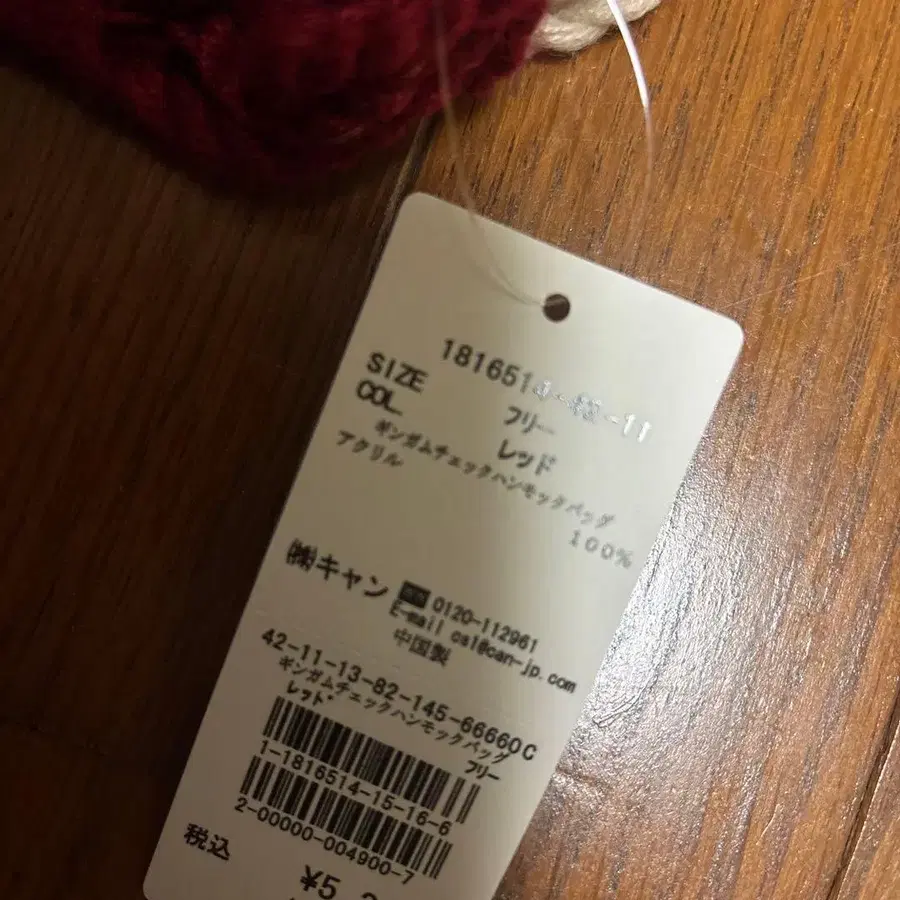 1816514-   -11
SIZE フリー
COL. レッド
ギンガムチェックハンモックバッグ
アクリル 100%
㈱キャン 0120-112961
E-mail csl@can-jp.com
中国製
42-11-13-82-145-66660C
ギンガムチェックハンモックバッグ
レッド フリー
1-1816514-15-16-6
2-00000-004900-7
税込
¥5